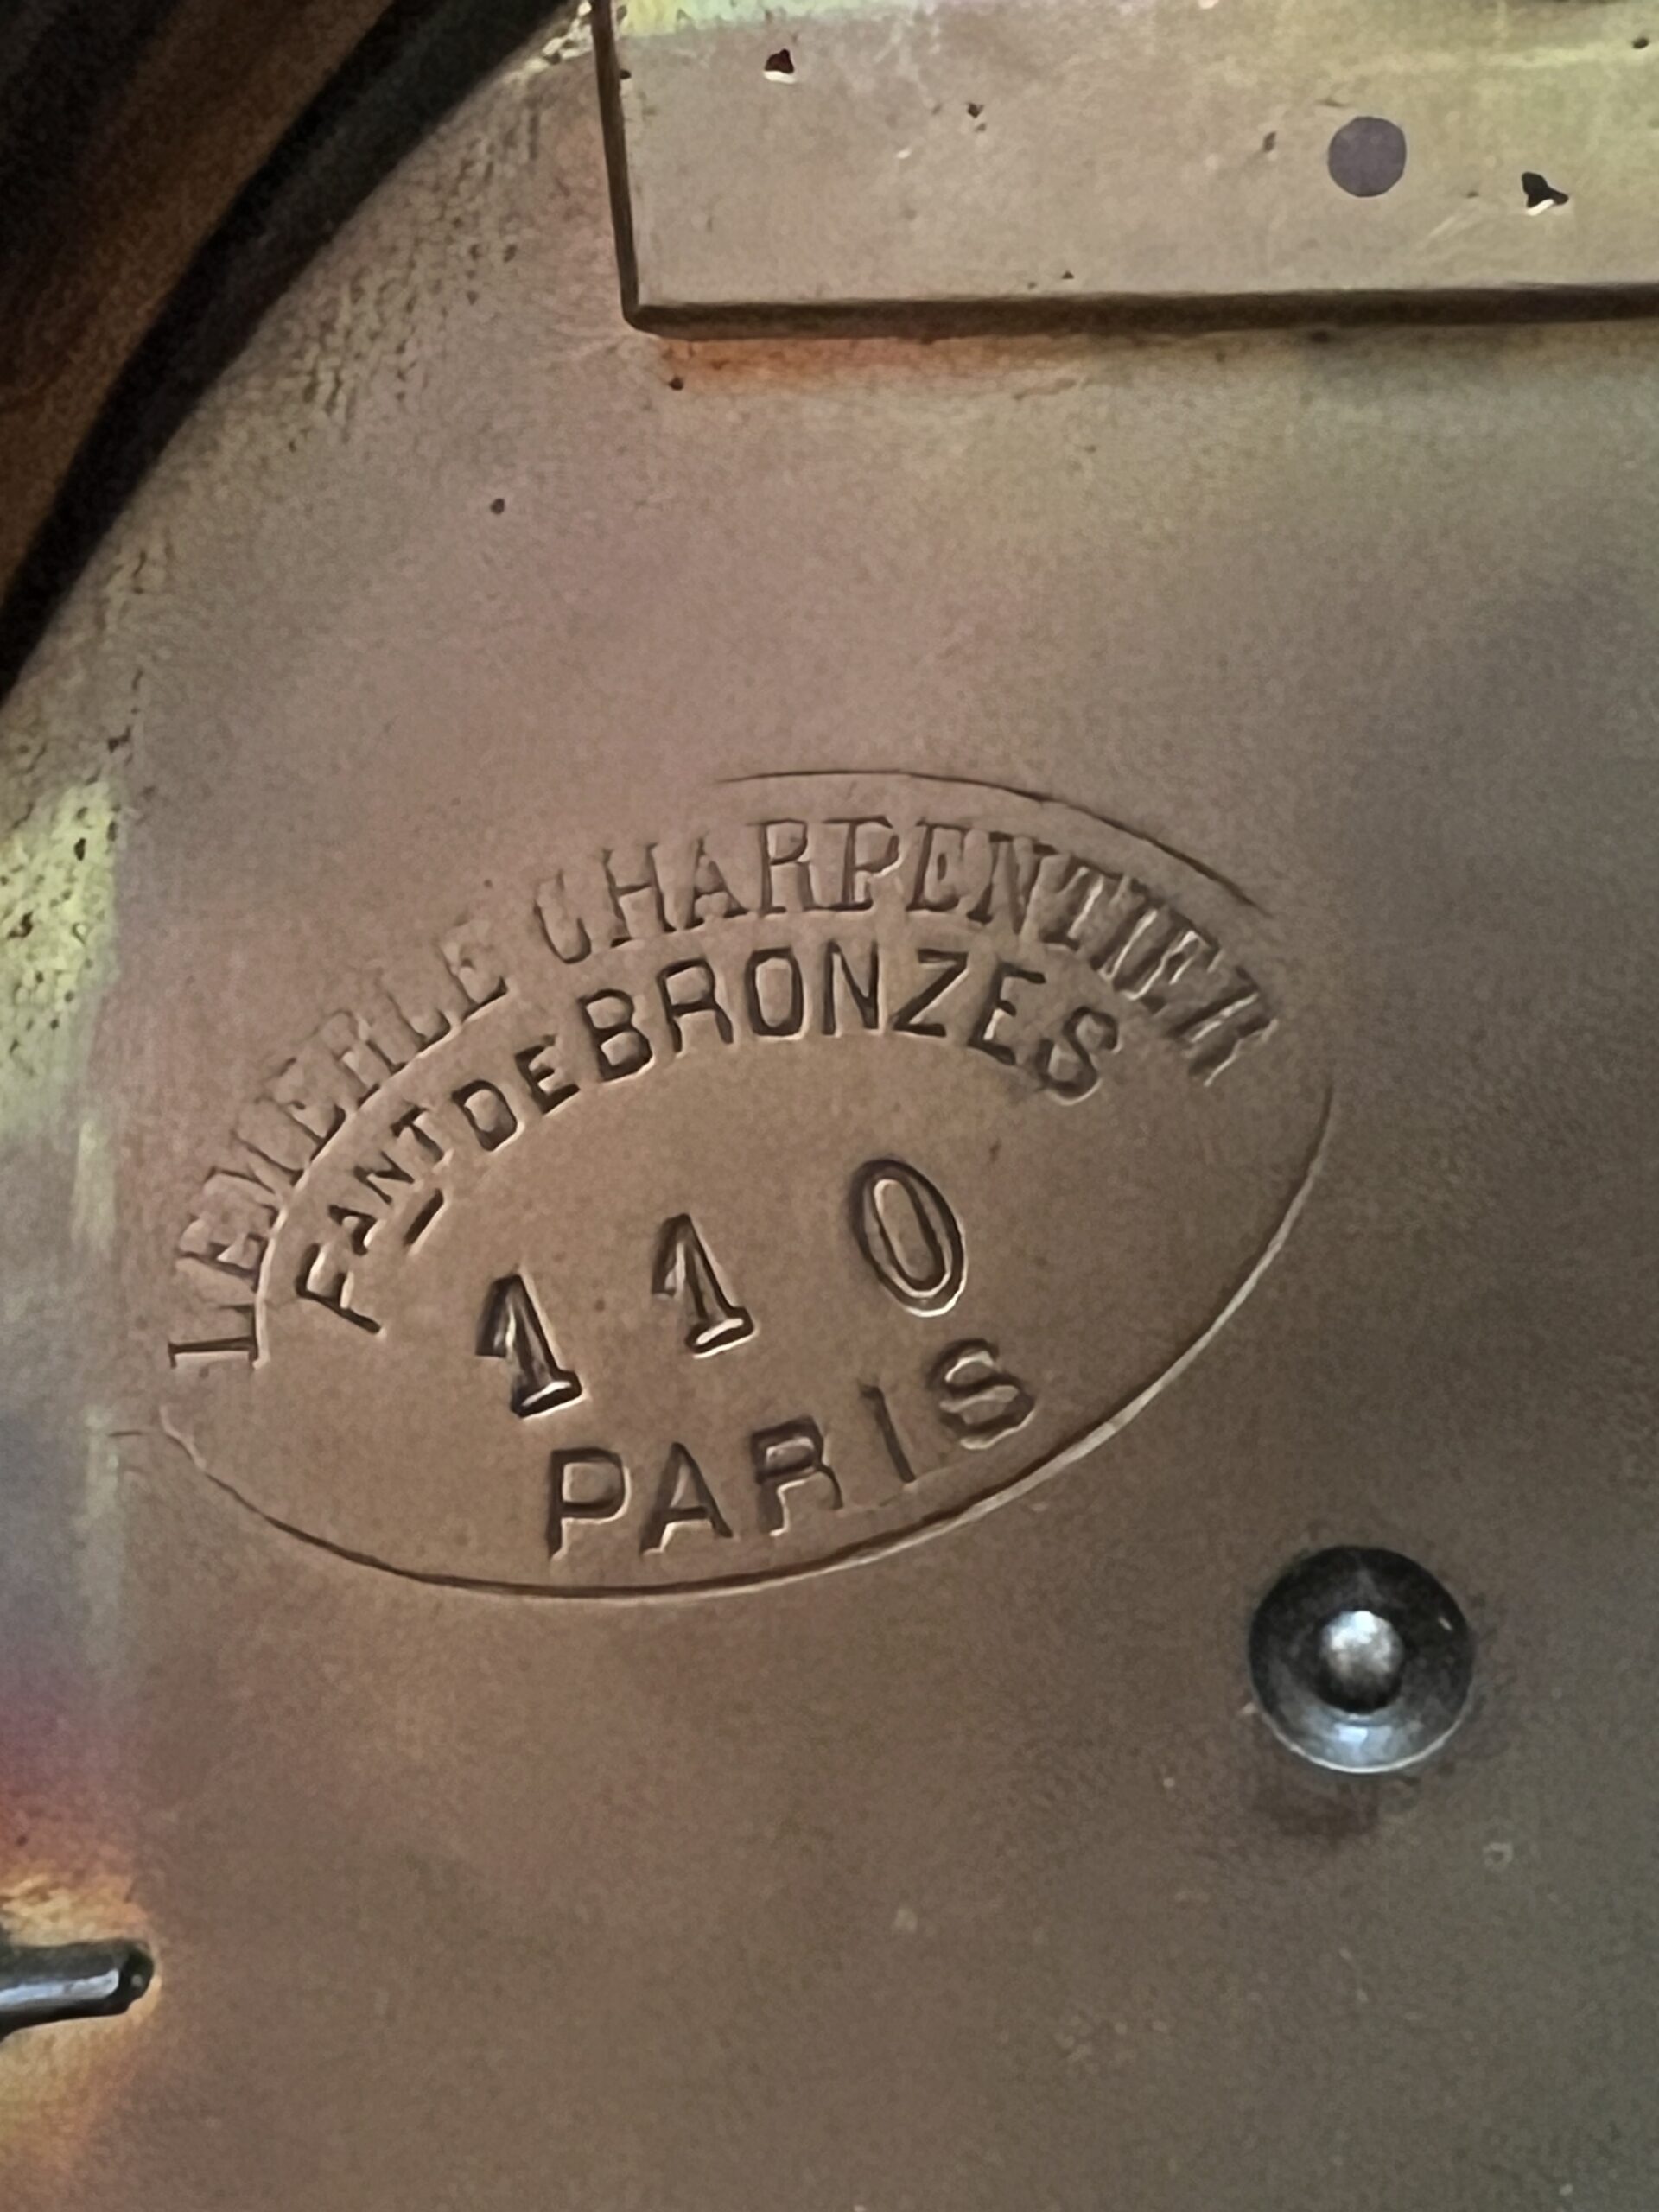 LEMERLE CHARPENTIER
FANT DE BRONZES
110
PARIS